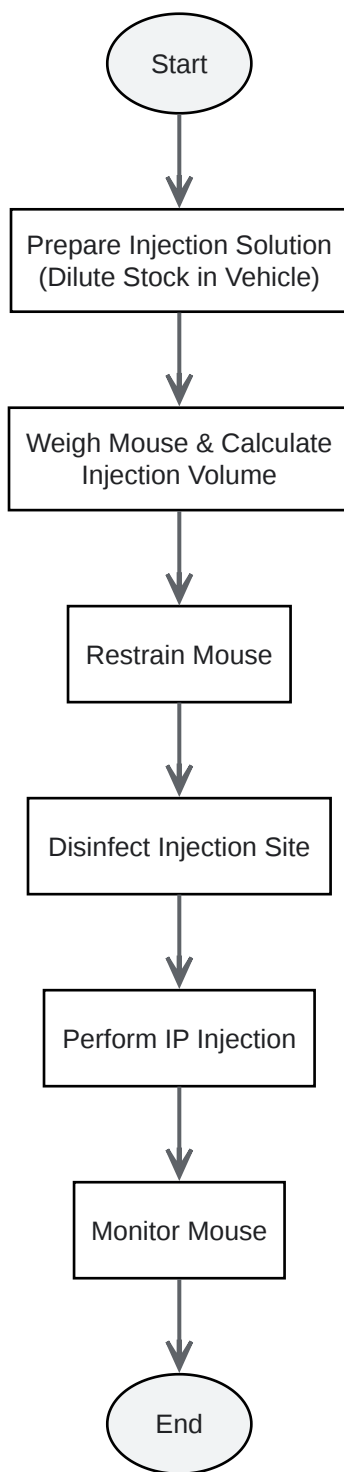 Start
Prepare Injection Solution
(Dilute Stock in Vehicle)
Weigh Mouse & Calculate
Injection Volume
Restrain Mouse
Disinfect Injection Site
Perform IP Injection
Monitor Mouse
End